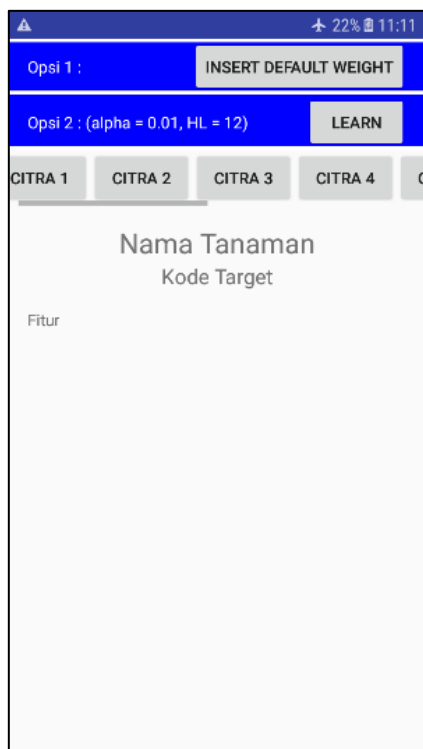 22% 11:11
Opsi 1 : INSERT DEFAULT WEIGHT
Opsi 2 : (alpha = 0.01, HL = 12) LEARN
CITRA 1 CITRA 2 CITRA 3 CITRA 4
Nama Tanaman
Kode Target
Fitur